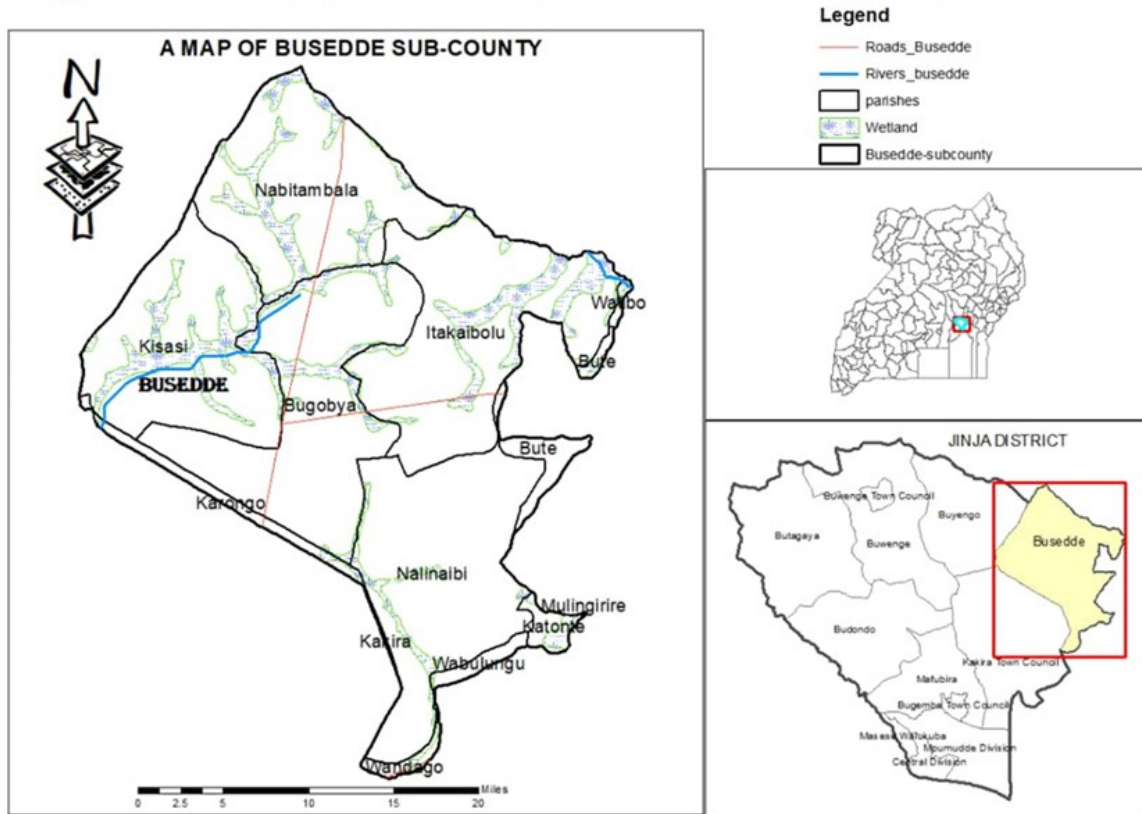 A MAP OF BUSEDDE SUB-COUNTY
N
Nabitambala
Walibo
Itakaibolu
Kisasi
Bute
BUSEDDE
Bugobya
Bute
Karongo
Nalinaibi
Mulingirire
Katonte
Kakira
Wabulungu
Wandago
Miles
0 2.5 5 10 15 20
Legend
Roads_Busedde
Rivers_busedde
parishes
Wetland
Busedde-subcounty
JINJA DISTRICT
Buwenge Town Council
Buyengo
Butagaya
Buwenge
Busedde
Budondo
Kakira Town Council
Mafubira
Bugembe Town Council
Masese Walukuba
Mpumudde Division
Central Division